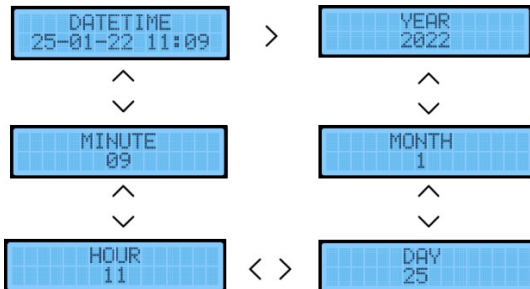 DATETIME
25-01-22 11:09
>
YEAR
2022
MINUTE
09
MONTH
1
HOUR
11
< >
DAY
25